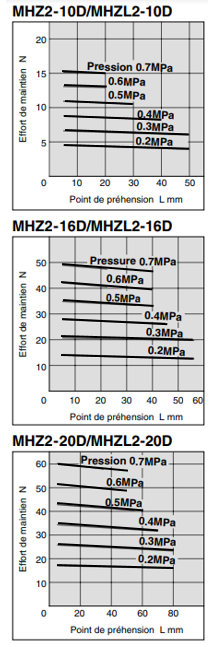 MHZ2-10D/MHZL2-10D
Effort de maintien N
20
15
10
5
Pression 0.7MPa
0.6MPa
0.5MPa
0.4MPa
0.3MPa
0.2MPa
0 10 20 30 40 50
Point de préhension L mm
MHZ2-16D/MHZL2-16D
Effort de maintien N
50
40
30
20
10
Pressure 0.7MPa
0.6MPa
0.5MPa
0.4MPa
0.3MPa
0.2MPa
0 10 20 30 40 50 60
Point de préhension L mm
MHZ2-20D/MHZL2-20D
Effort de maintien N
60
50
40
30
20
10
Pression 0.7MPa
0.6MPa
0.5MPa
0.4MPa
0.3MPa
0.2MPa
0 20 40 60 80
Point de préhension L mm